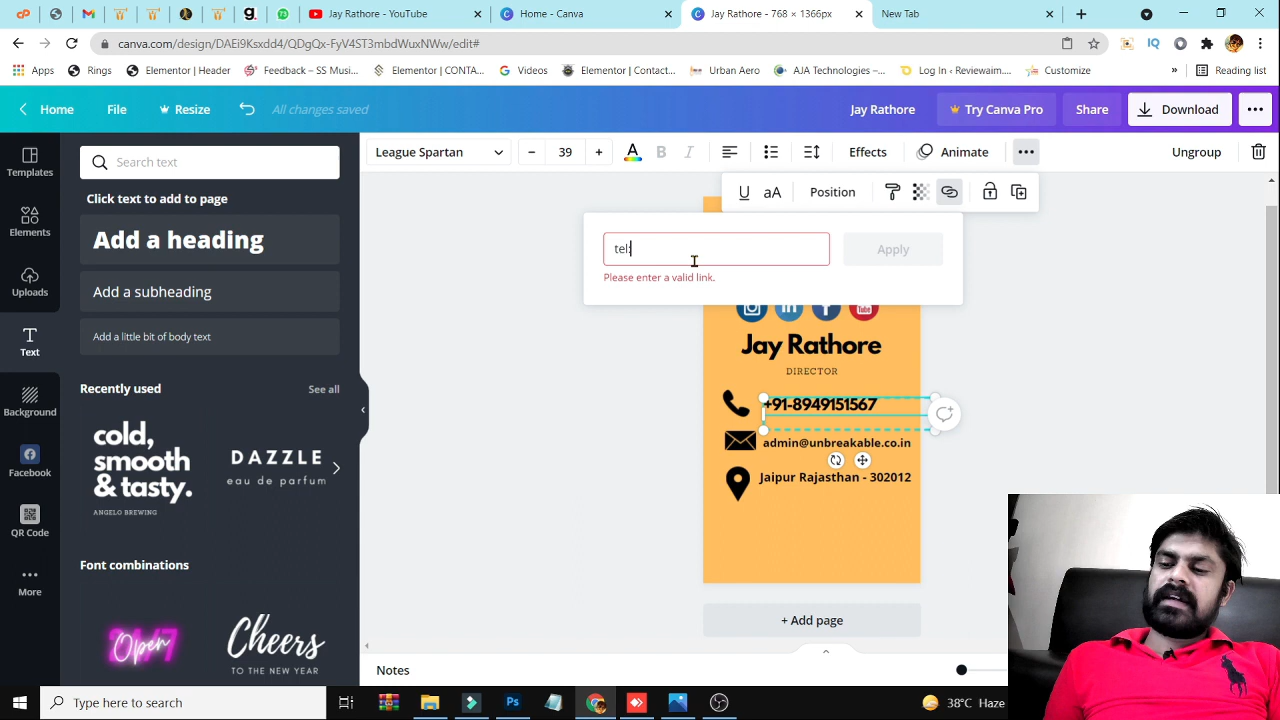 Jay Rathore - YouTube
Home - Canva
Jay Rathore - 768 × 1366px
New Tab
canva.com/design/DAEi9Ksxdd4/QDgQx-FyV4ST3mbdWuxNWw/edit#
Apps
Rings
Elementor | Header
Feedback – SS Musi...
Elementor | CONTA...
Videos
Elementor | Contact...
Urban Aero
AJA Technologies –...
Log In ‹ Reviewaim....
Customize
»
Reading list
Home
File
Resize
All changes saved
Jay Rathore
Try Canva Pro
Share
Download
Templates
Elements
Uploads
Text
Background
Facebook
QR Code
More
Search text
Click text to add to page
Add a heading
Add a subheading
Add a little bit of body text
Recently used
See all
cold,
smooth
& tasty.
ANGELO BREWING
DAZZLE
eau de parfum
Font combinations
Open
24/7
Cheers
TO THE NEW YEAR
League Spartan
39
A
B
I
Effects
Animate
Ungroup
U
aA
Position
tel:
Apply
Please enter a valid link.
in
f
You
Tube
Jay Rathore
DIRECTOR
+91-8949151567
admin@unbreakable.co.in
Jaipur Rajasthan - 302012
+ Add page
Notes
Type here to search
Ps
38°C Haze